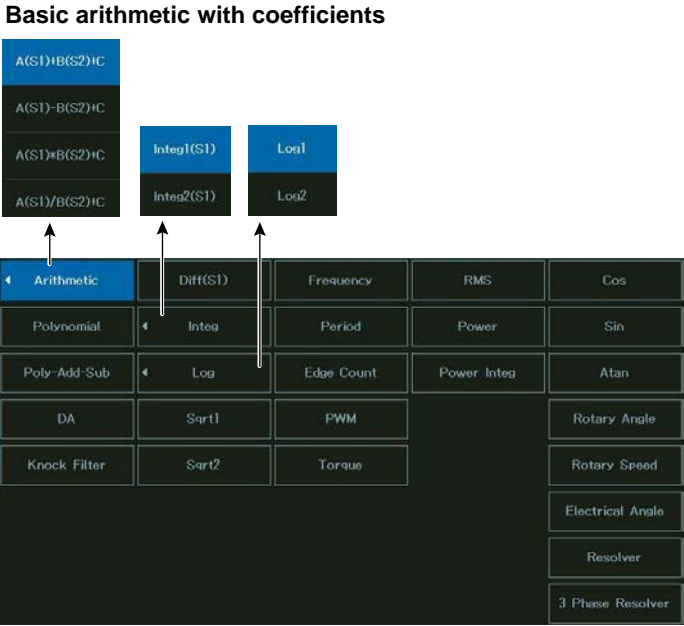 Basic arithmetic with coefficients
A(S1)+B(S2)+C
A(S1)-B(S2)+C
A(S1)*B(S2)+C
A(S1)/B(S2)+C
Integ1(S1)
Integ2(S1)
Log1
Log2
Arithmetic Diff(S1) Frequency RMS Cos
Polynomial Integ Period Power Sin
Poly-Add-Sub Log Edge Count Power Integ Atan
DA Sqrt1 PWM Rotary Angle
Knock Filter Sqrt2 Torque Rotary Speed
Electrical Angle
Resolver
3 Phase Resolver